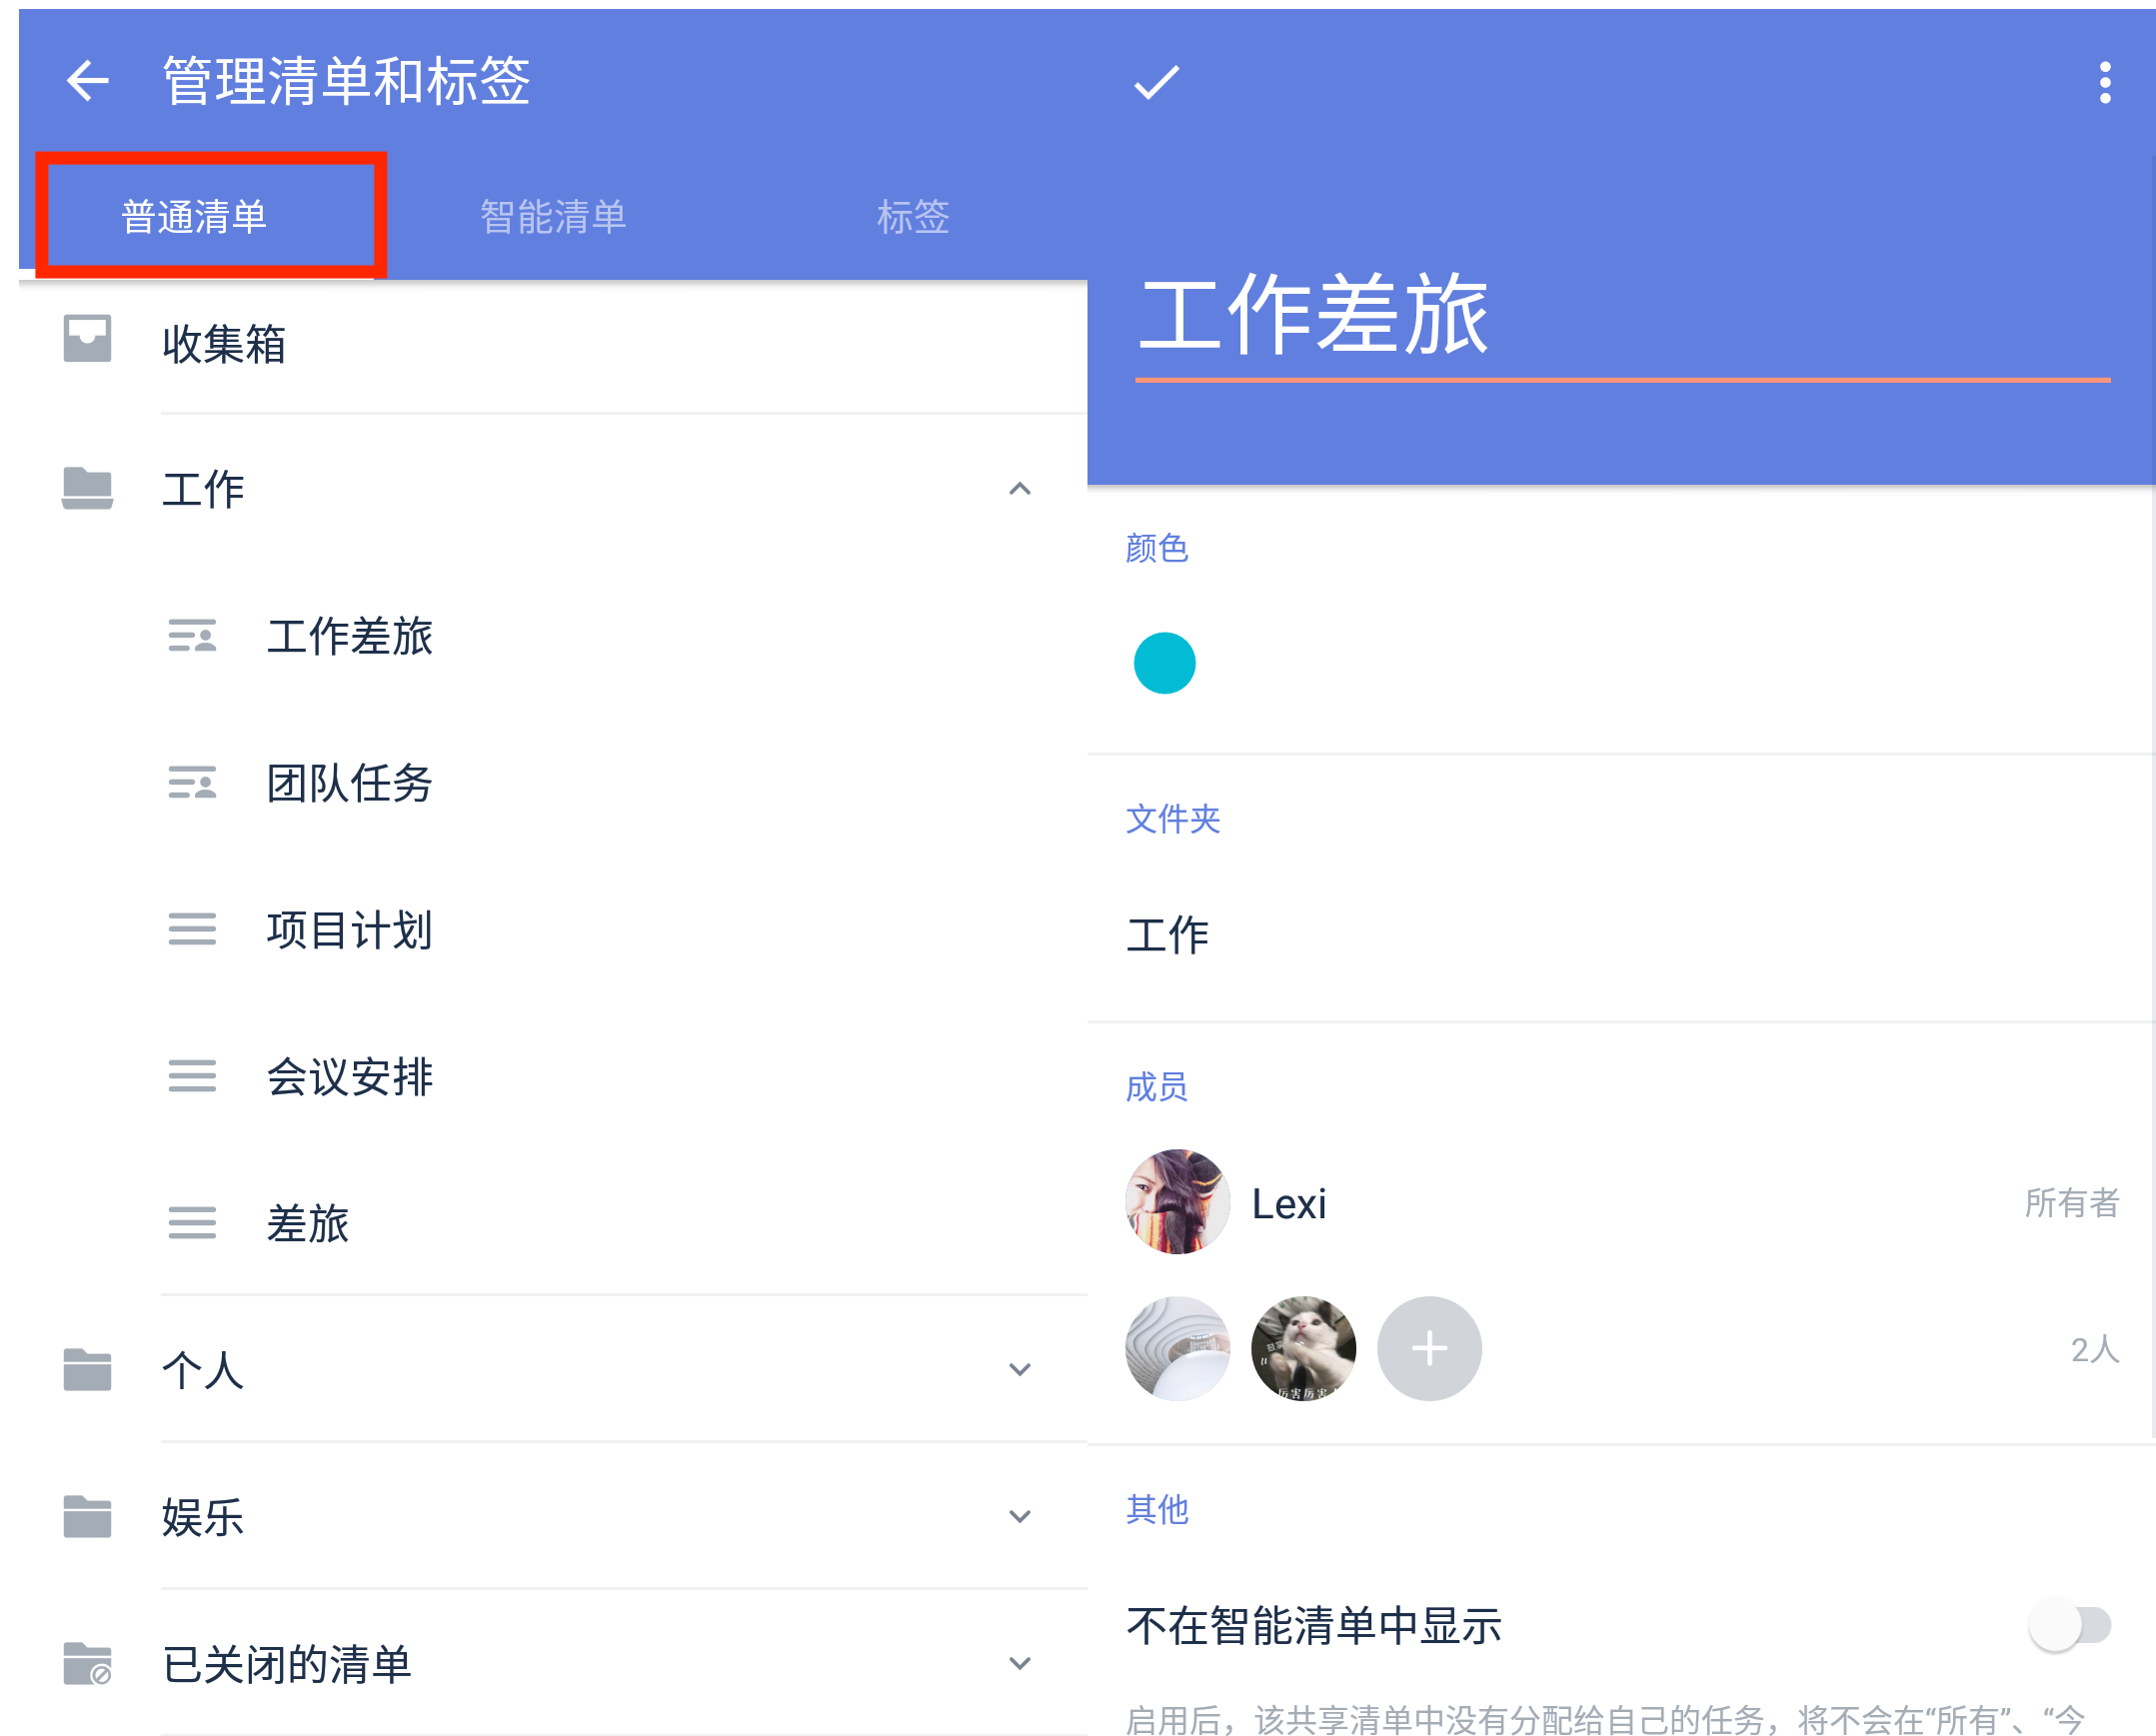 管理清单和标签
普通清单
智能清单
标签
收集箱
工作
工作差旅
团队任务
项目计划
会议安排
差旅
个人
娱乐
已关闭的清单
工作差旅
颜色
文件夹
工作
成员
Lexi
所有者
厉害厉害
2人
其他
不在智能清单中显示
启用后，该共享清单中没有分配给自己的任务，将不会在“所有”、“今